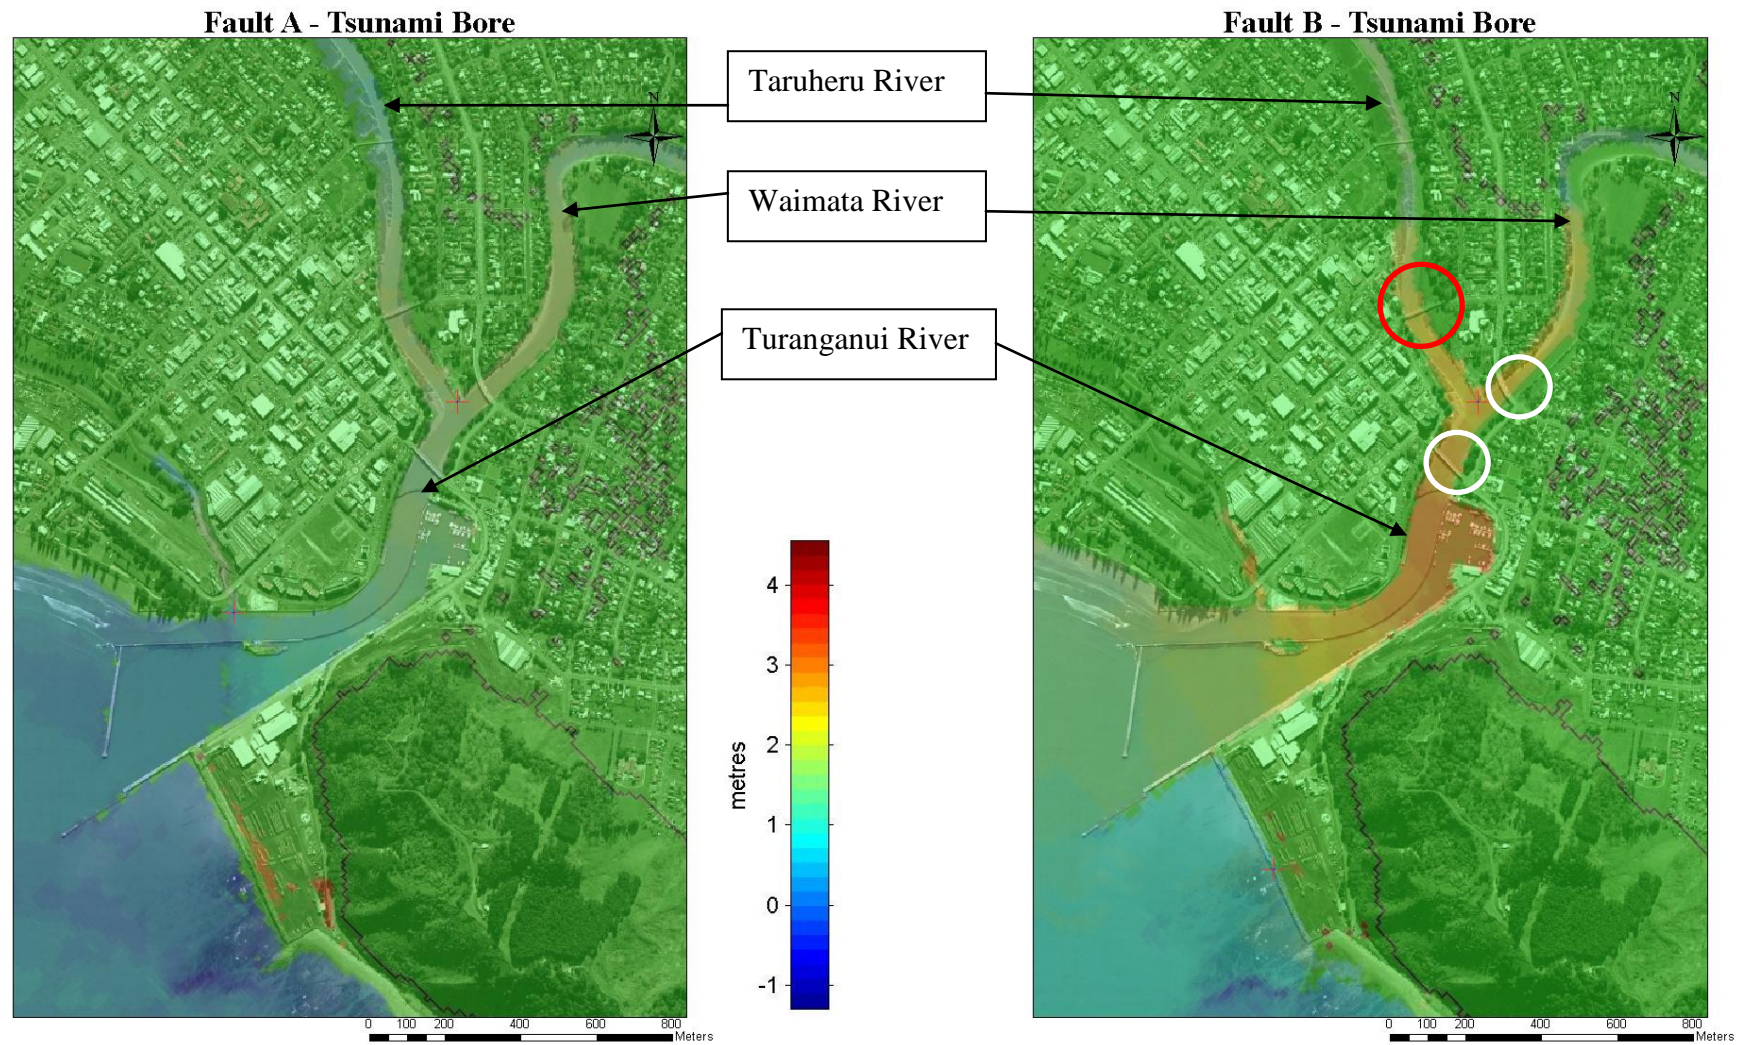 Fault A - Tsunami Bore
Fault B - Tsunami Bore
Taruheru River
Waimata River
Turanganui River
N
N
metres
4
3
2
1
0
-1
0 100 200 400 600 800
Meters
0 100 200 400 600 800
Meters